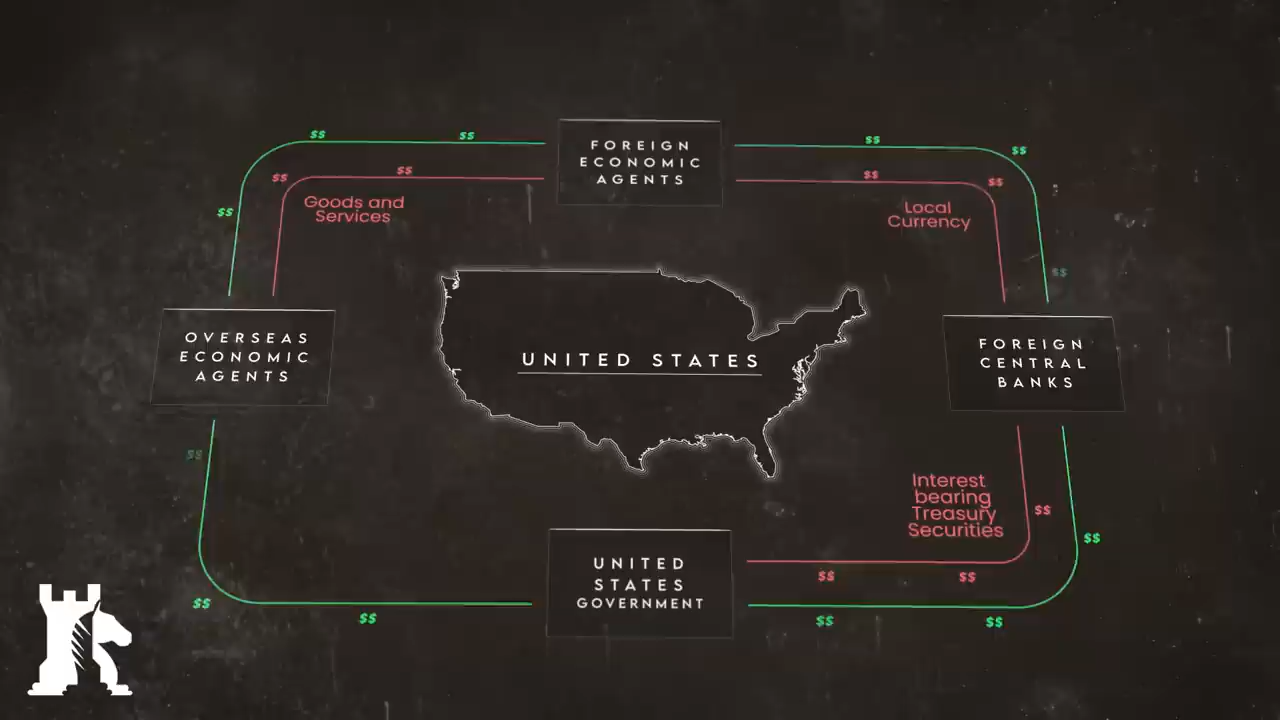 $$ $$ $$ $$
FOREIGN
ECONOMIC
AGENTS
$$ $$ $$ $$
Goods and
Services
Local
Currency
$$ $$
OVERSEAS
ECONOMIC
AGENTS
UNITED STATES
FOREIGN
CENTRAL
BANKS
$$
Interest
bearing
Treasury
Securities
$$ $$
UNITED
STATES
GOVERNMENT
$$ $$
$$ $$ $$ $$